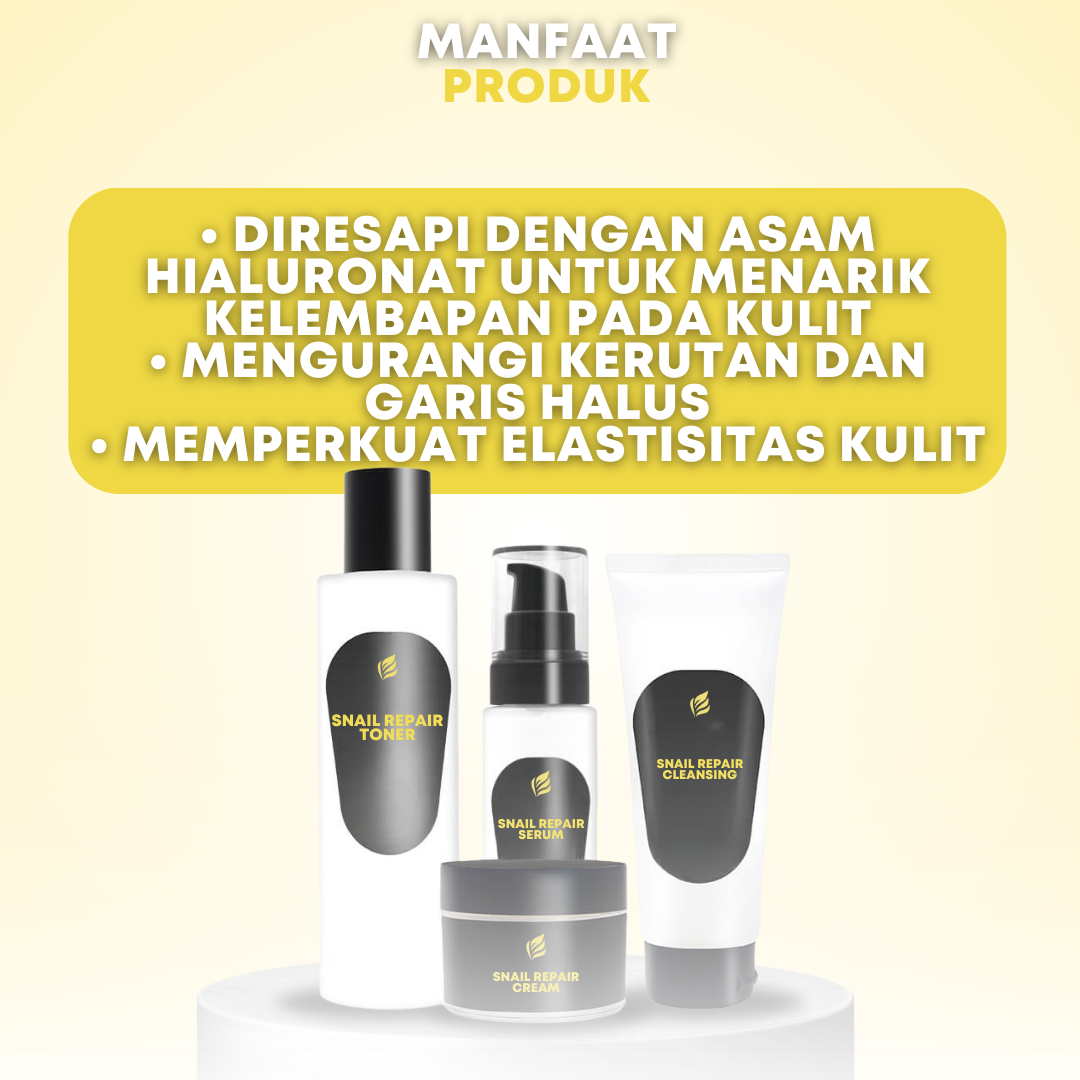 MANFAAT
PRODUK
• DIRESAPI DENGAN ASAM
HIALURONAT UNTUK MENARIK
KELEMBAPAN PADA KULIT
• MENGURANGI KERUTAN DAN
GARIS HALUS
• MEMPERKUAT ELASTISITAS KULIT
SNAIL REPAIR
TONER
SNAIL REPAIR
SERUM
SNAIL REPAIR
CLEANSING
SNAIL REPAIR
CREAM